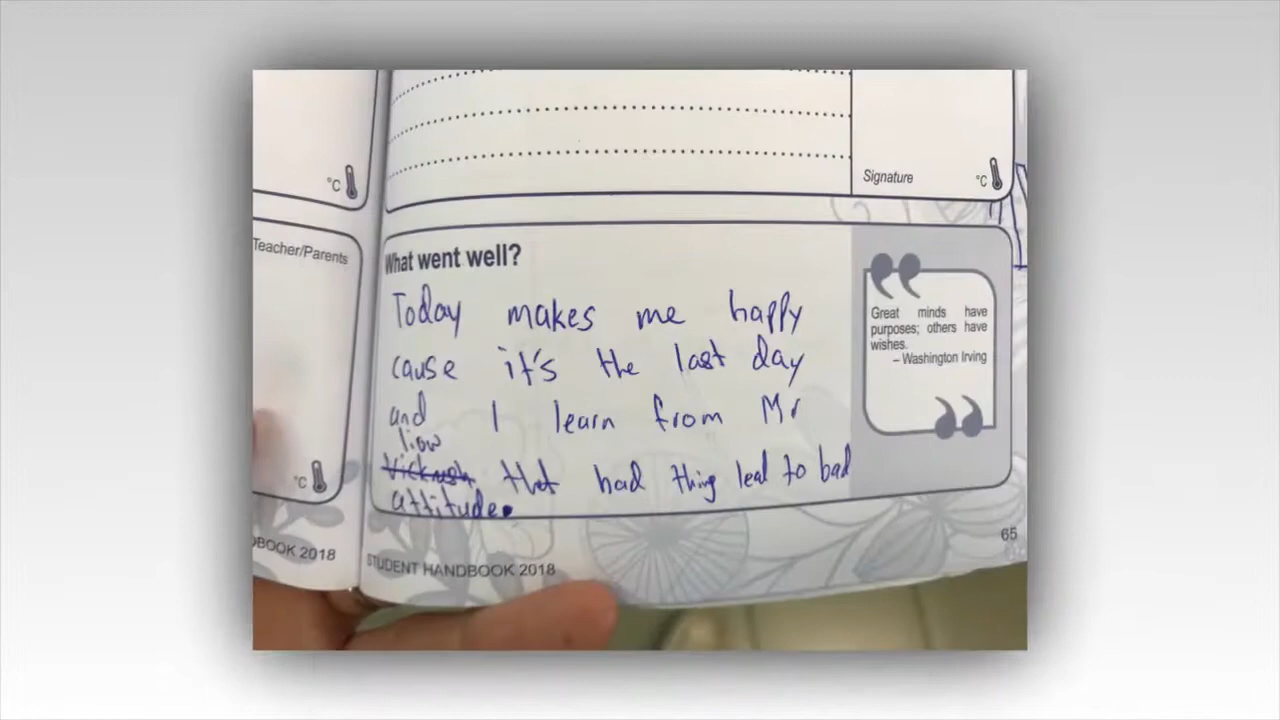 °C
Signature
°C
Teacher/Parents
What went well?
Today makes me happy
cause it's the last day
and I learn from Mr
liow
that bad thing lead to bad
attitude.
Great minds have
purposes; others have
wishes.
– Washington Irving
°C
65
DBOOK 2018
STUDENT HANDBOOK 2018